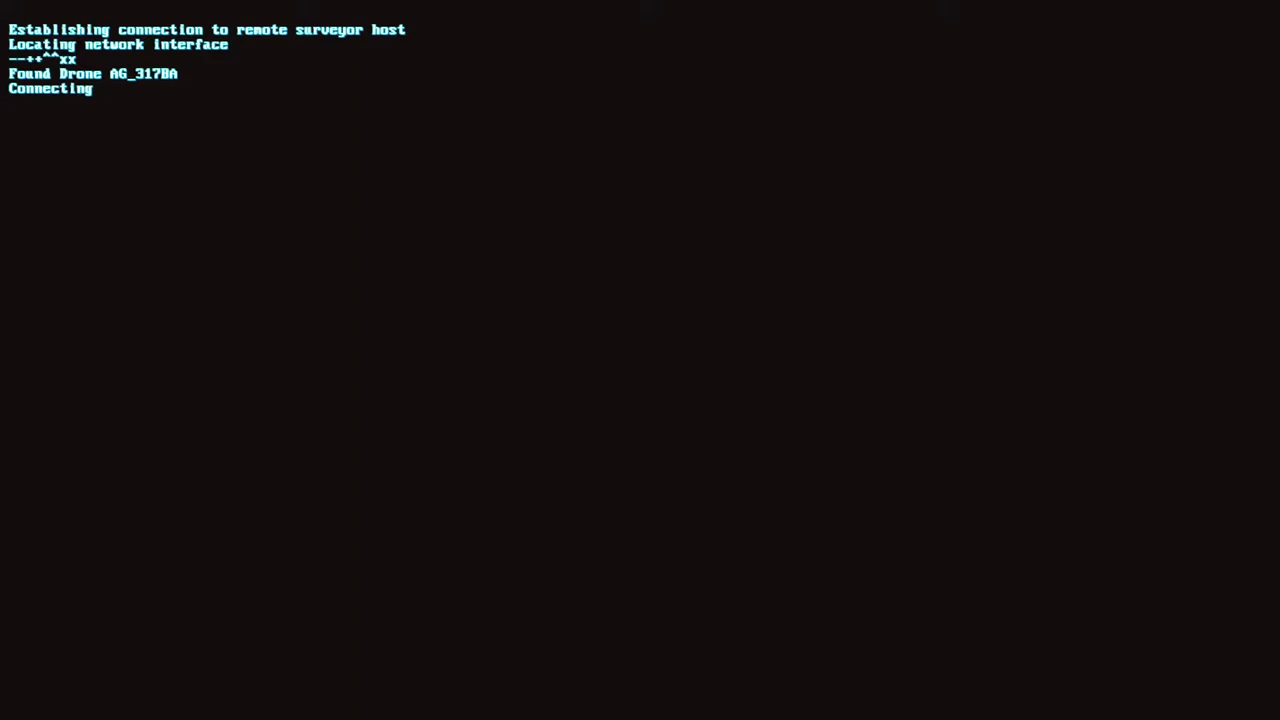 Establishing connection to remote surveyor host
Locating network interface
--++^^xx
Found Drone AG_317BA
Connecting